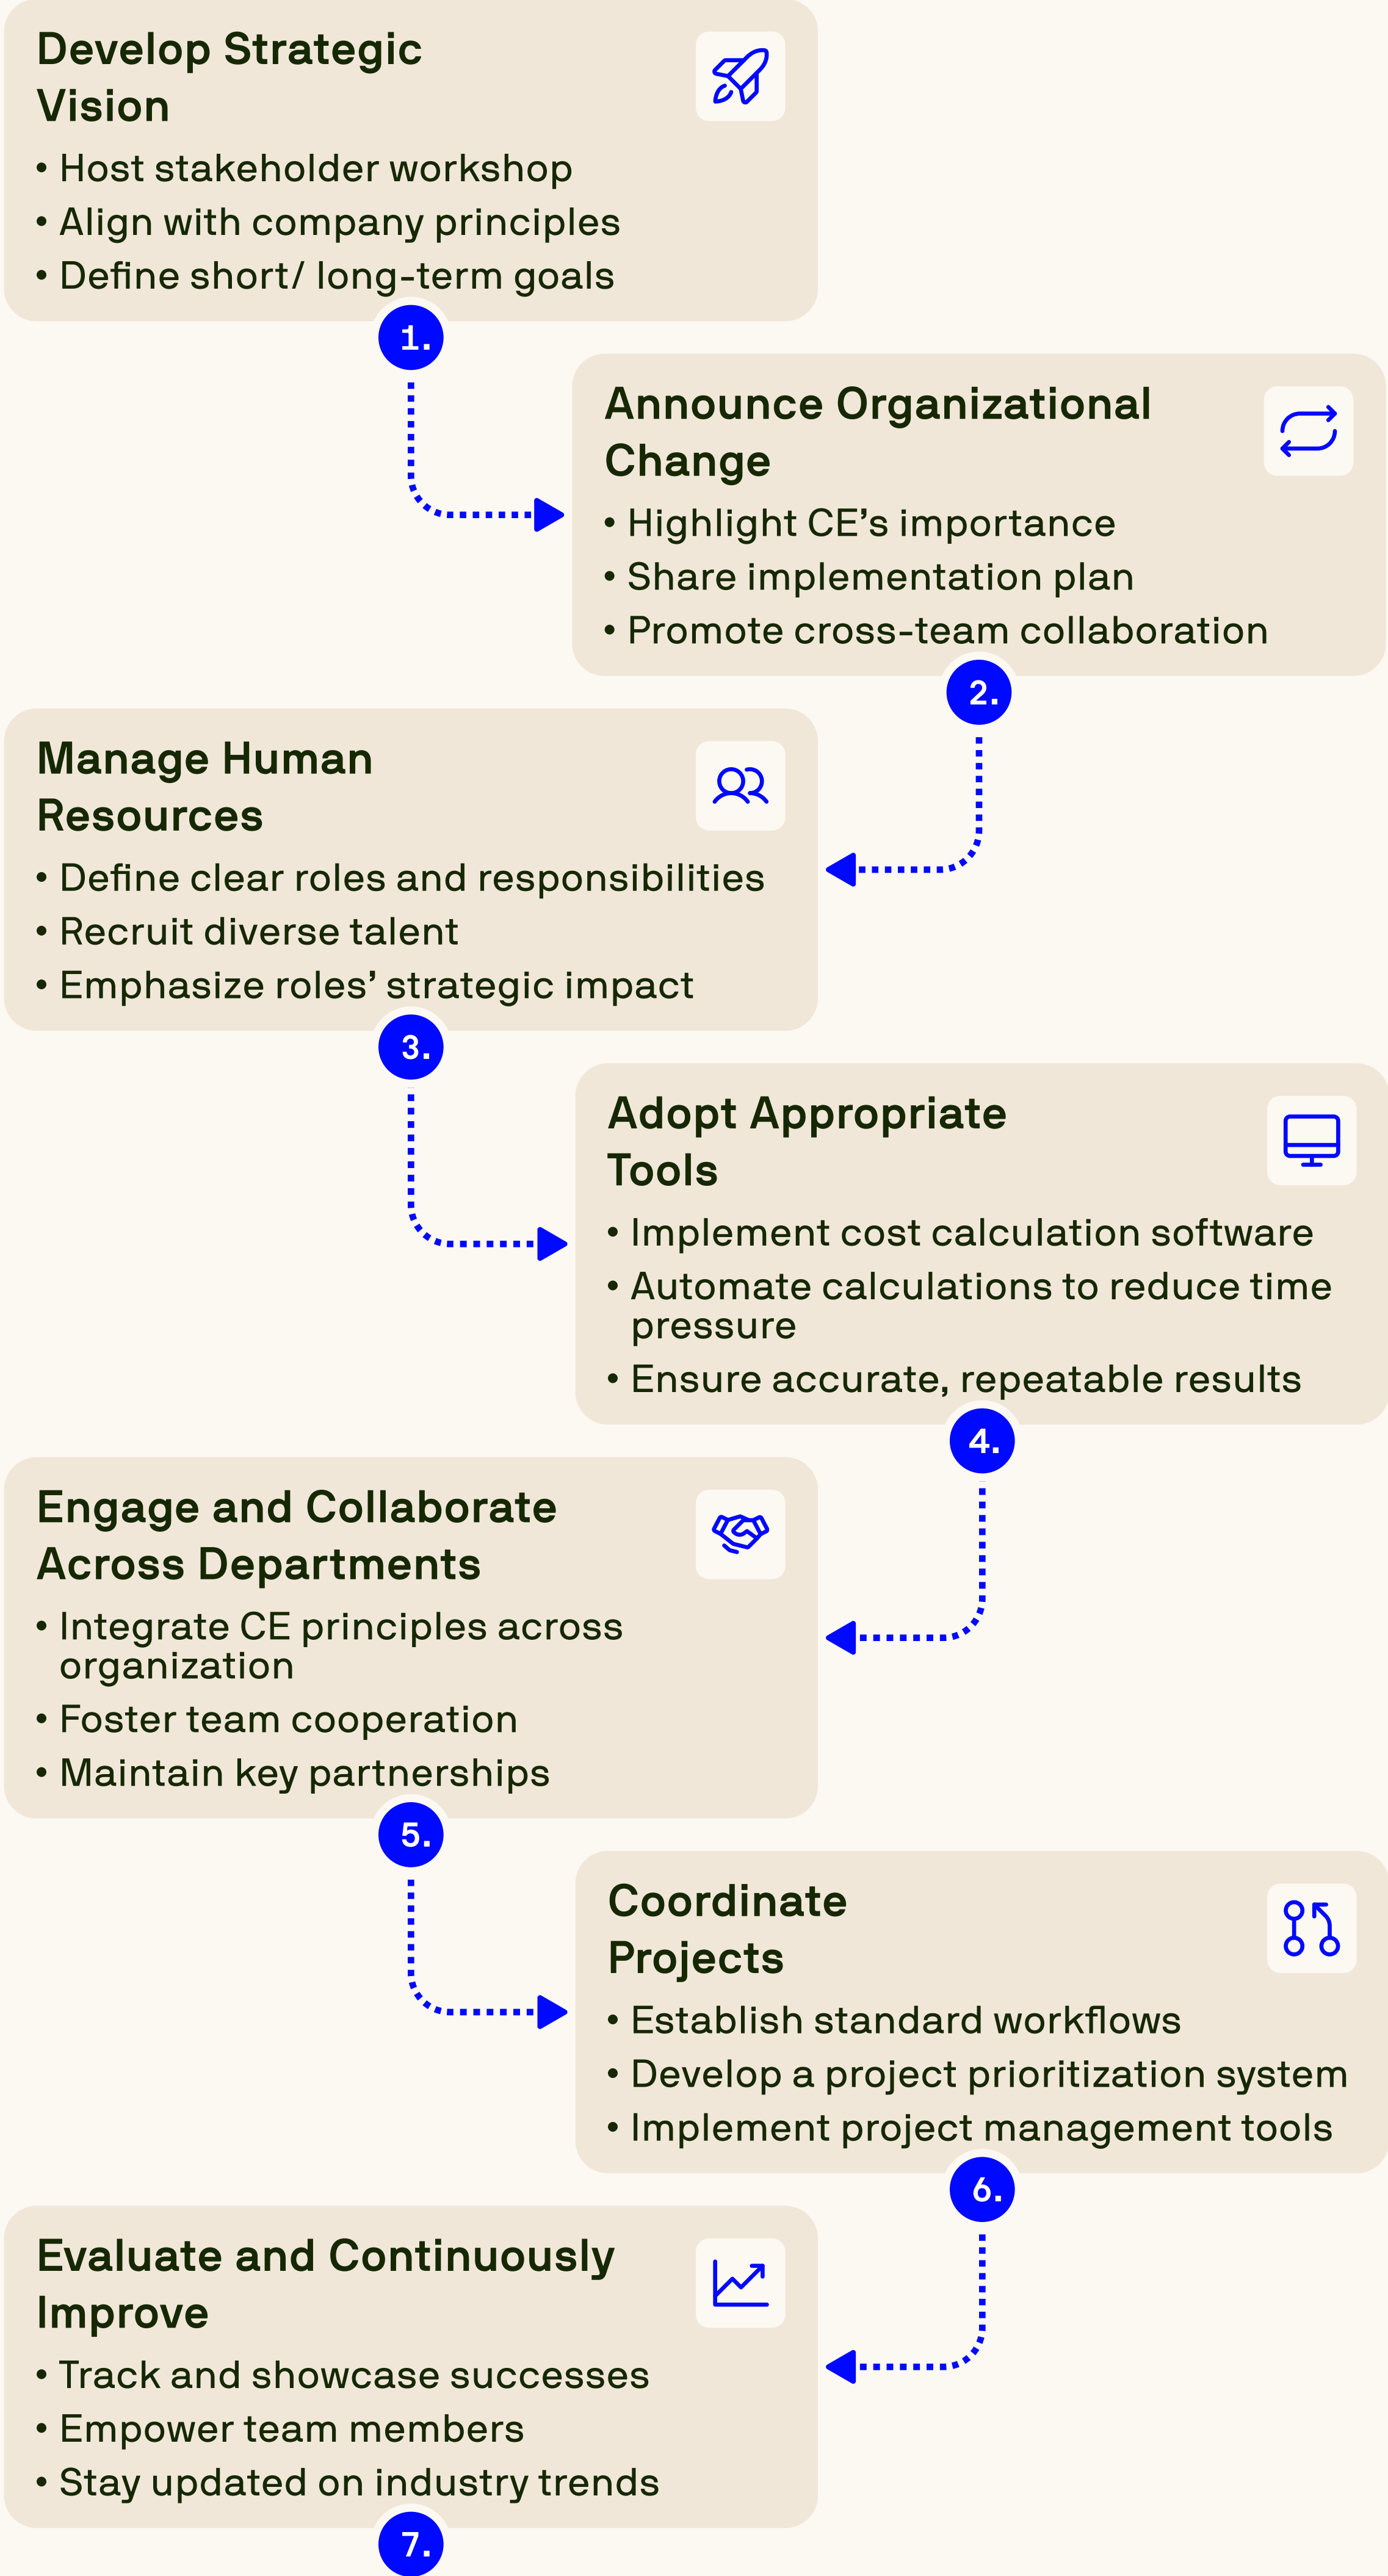 Develop Strategic
Vision
• Host stakeholder workshop
• Align with company principles
• Define short/ long-term goals
1.
Announce Organizational
Change
• Highlight CE’s importance
• Share implementation plan
• Promote cross-team collaboration
2.
Manage Human
Resources
• Define clear roles and responsibilities
• Recruit diverse talent
• Emphasize roles’ strategic impact
3.
Adopt Appropriate
Tools
• Implement cost calculation software
• Automate calculations to reduce time
pressure
• Ensure accurate, repeatable results
4.
Engage and Collaborate
Across Departments
• Integrate CE principles across
organization
• Foster team cooperation
• Maintain key partnerships
5.
Coordinate
Projects
• Establish standard workflows
• Develop a project prioritization system
• Implement project management tools
6.
Evaluate and Continuously
Improve
• Track and showcase successes
• Empower team members
• Stay updated on industry trends
7.